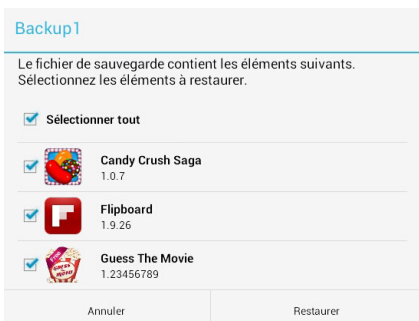 Backup1
Le fichier de sauvegarde contient les éléments suivants.
Sélectionnez les éléments à restaurer.
Sélectionner tout
Candy Crush Saga
1.0.7
Flipboard
1.9.26
Guess The Movie
1.23456789
Annuler
Restaurer